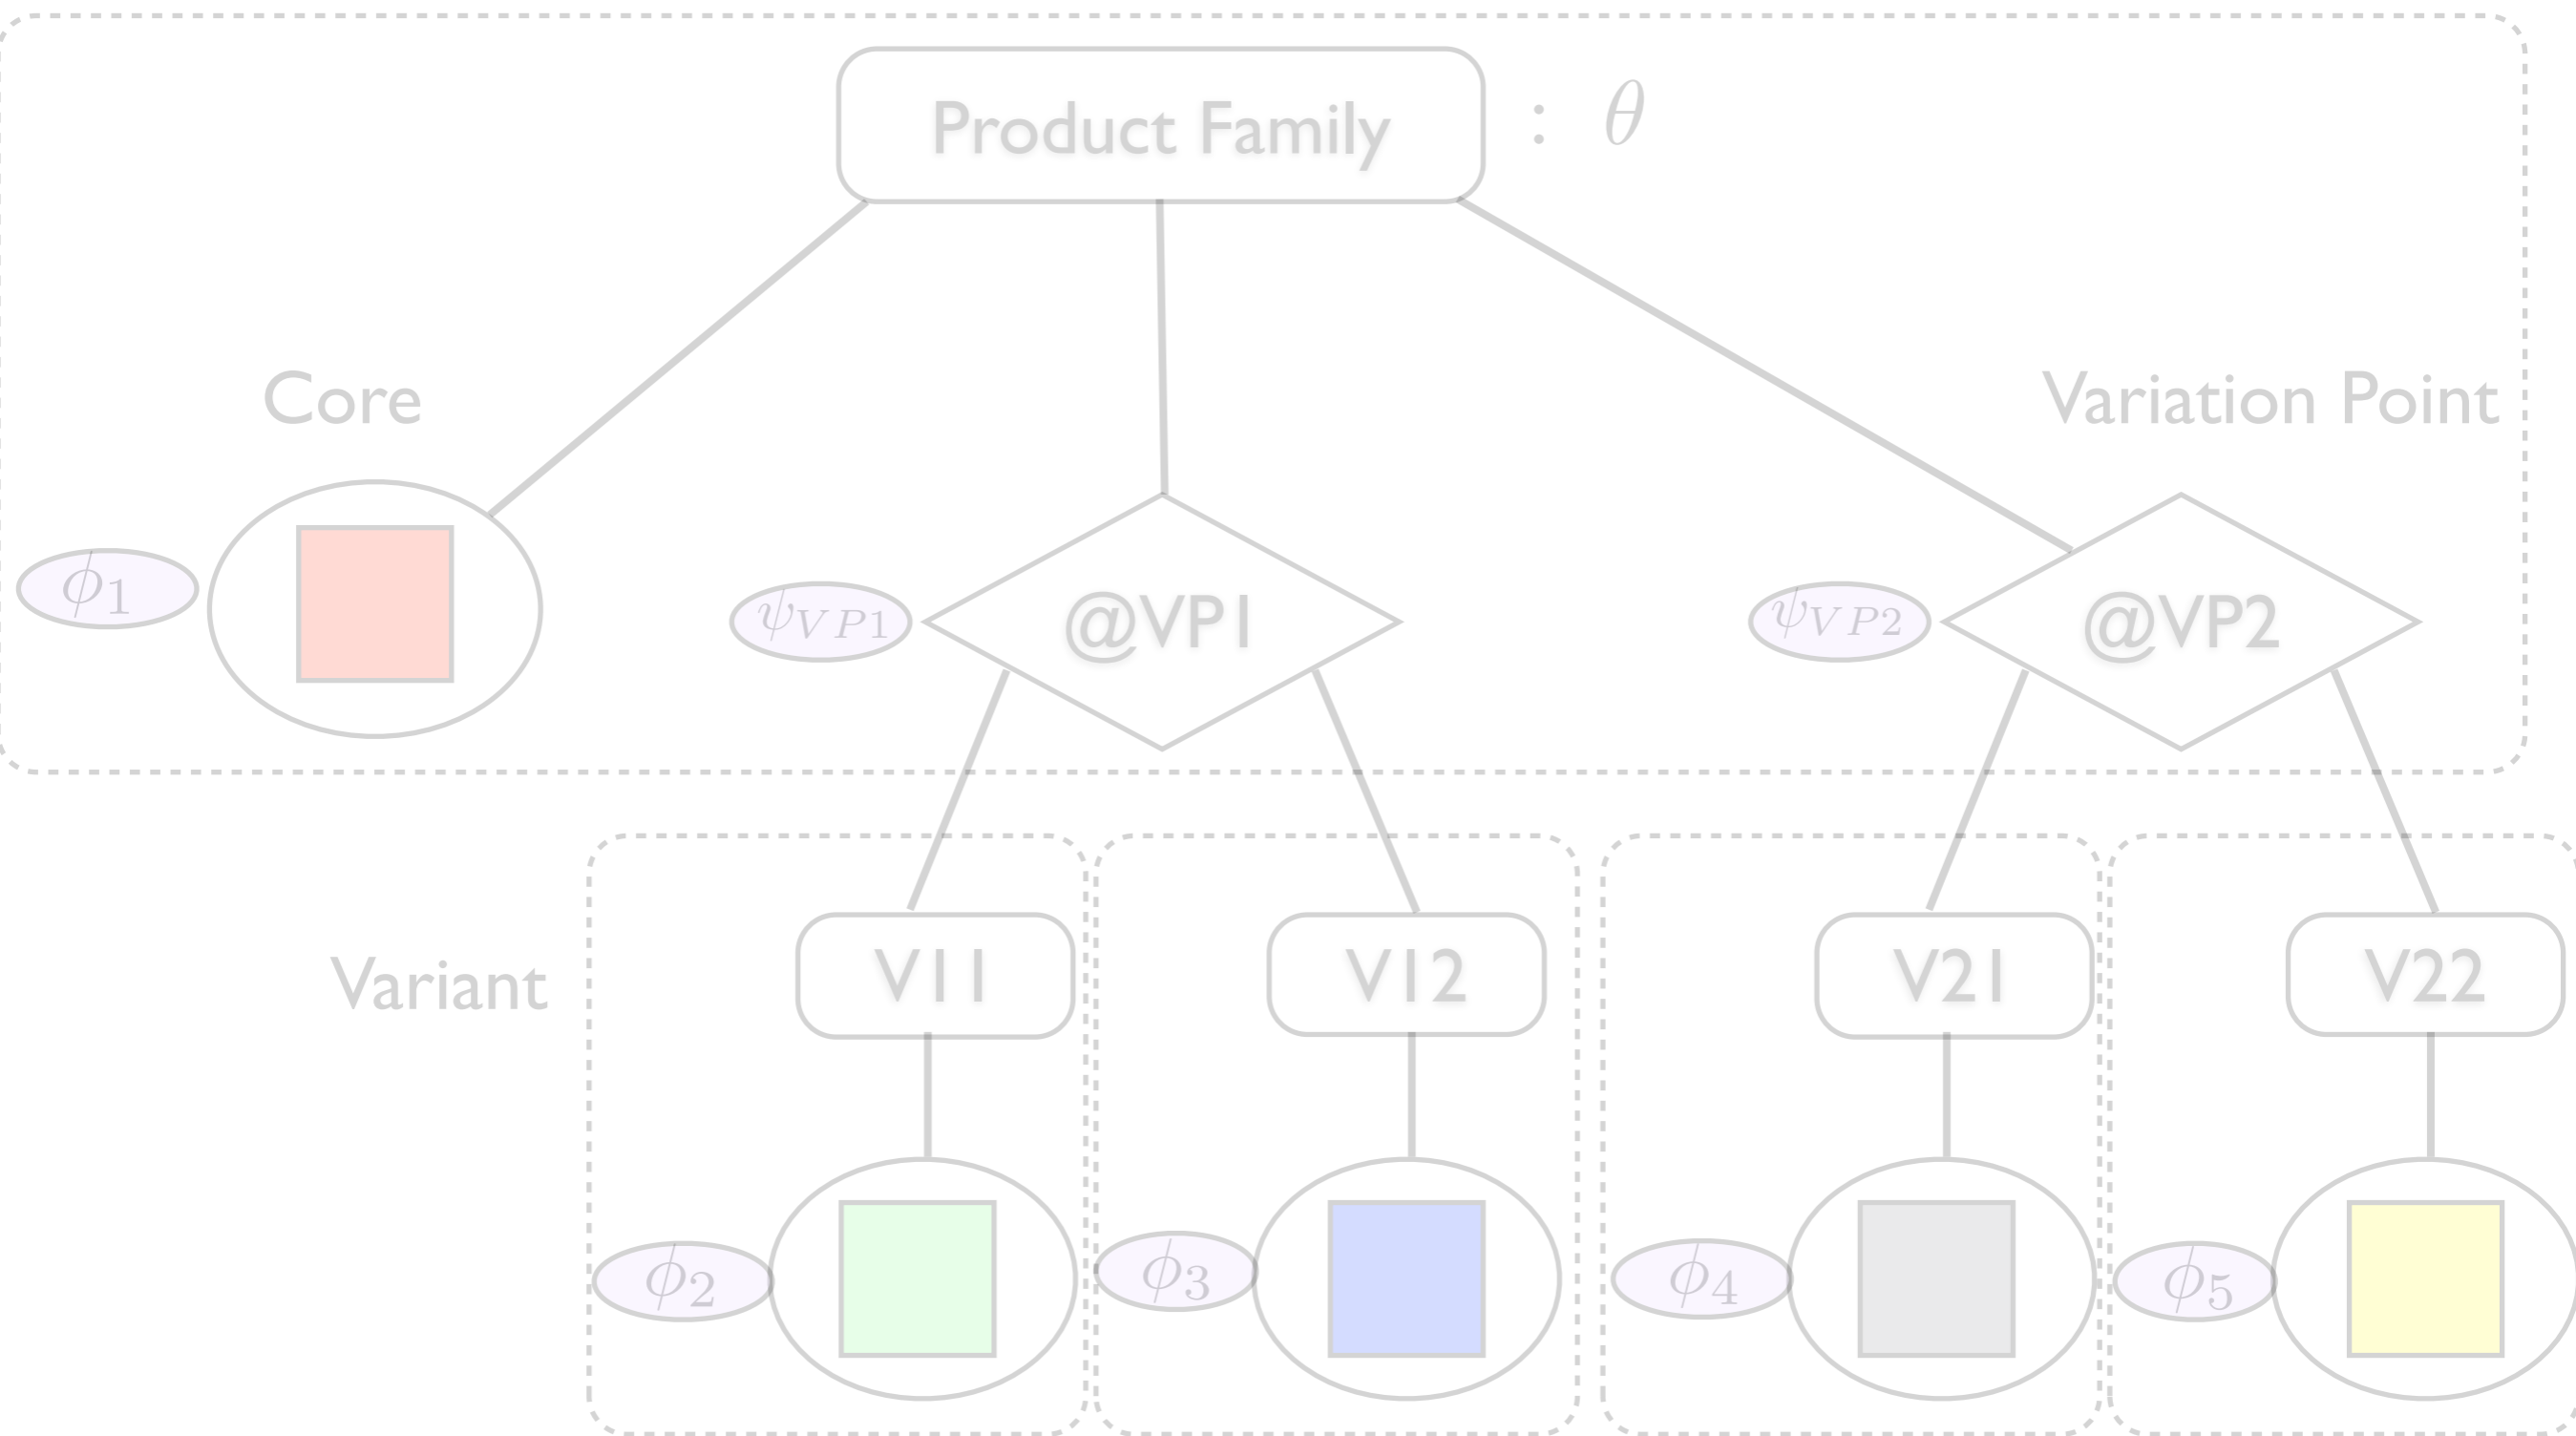 Product Family : θ
Core
Variation Point
ϕ1
ψVP1
@VP1
ψVP2
@VP2
Variant
V11
V12
V21
V22
ϕ2
ϕ3
ϕ4
ϕ5